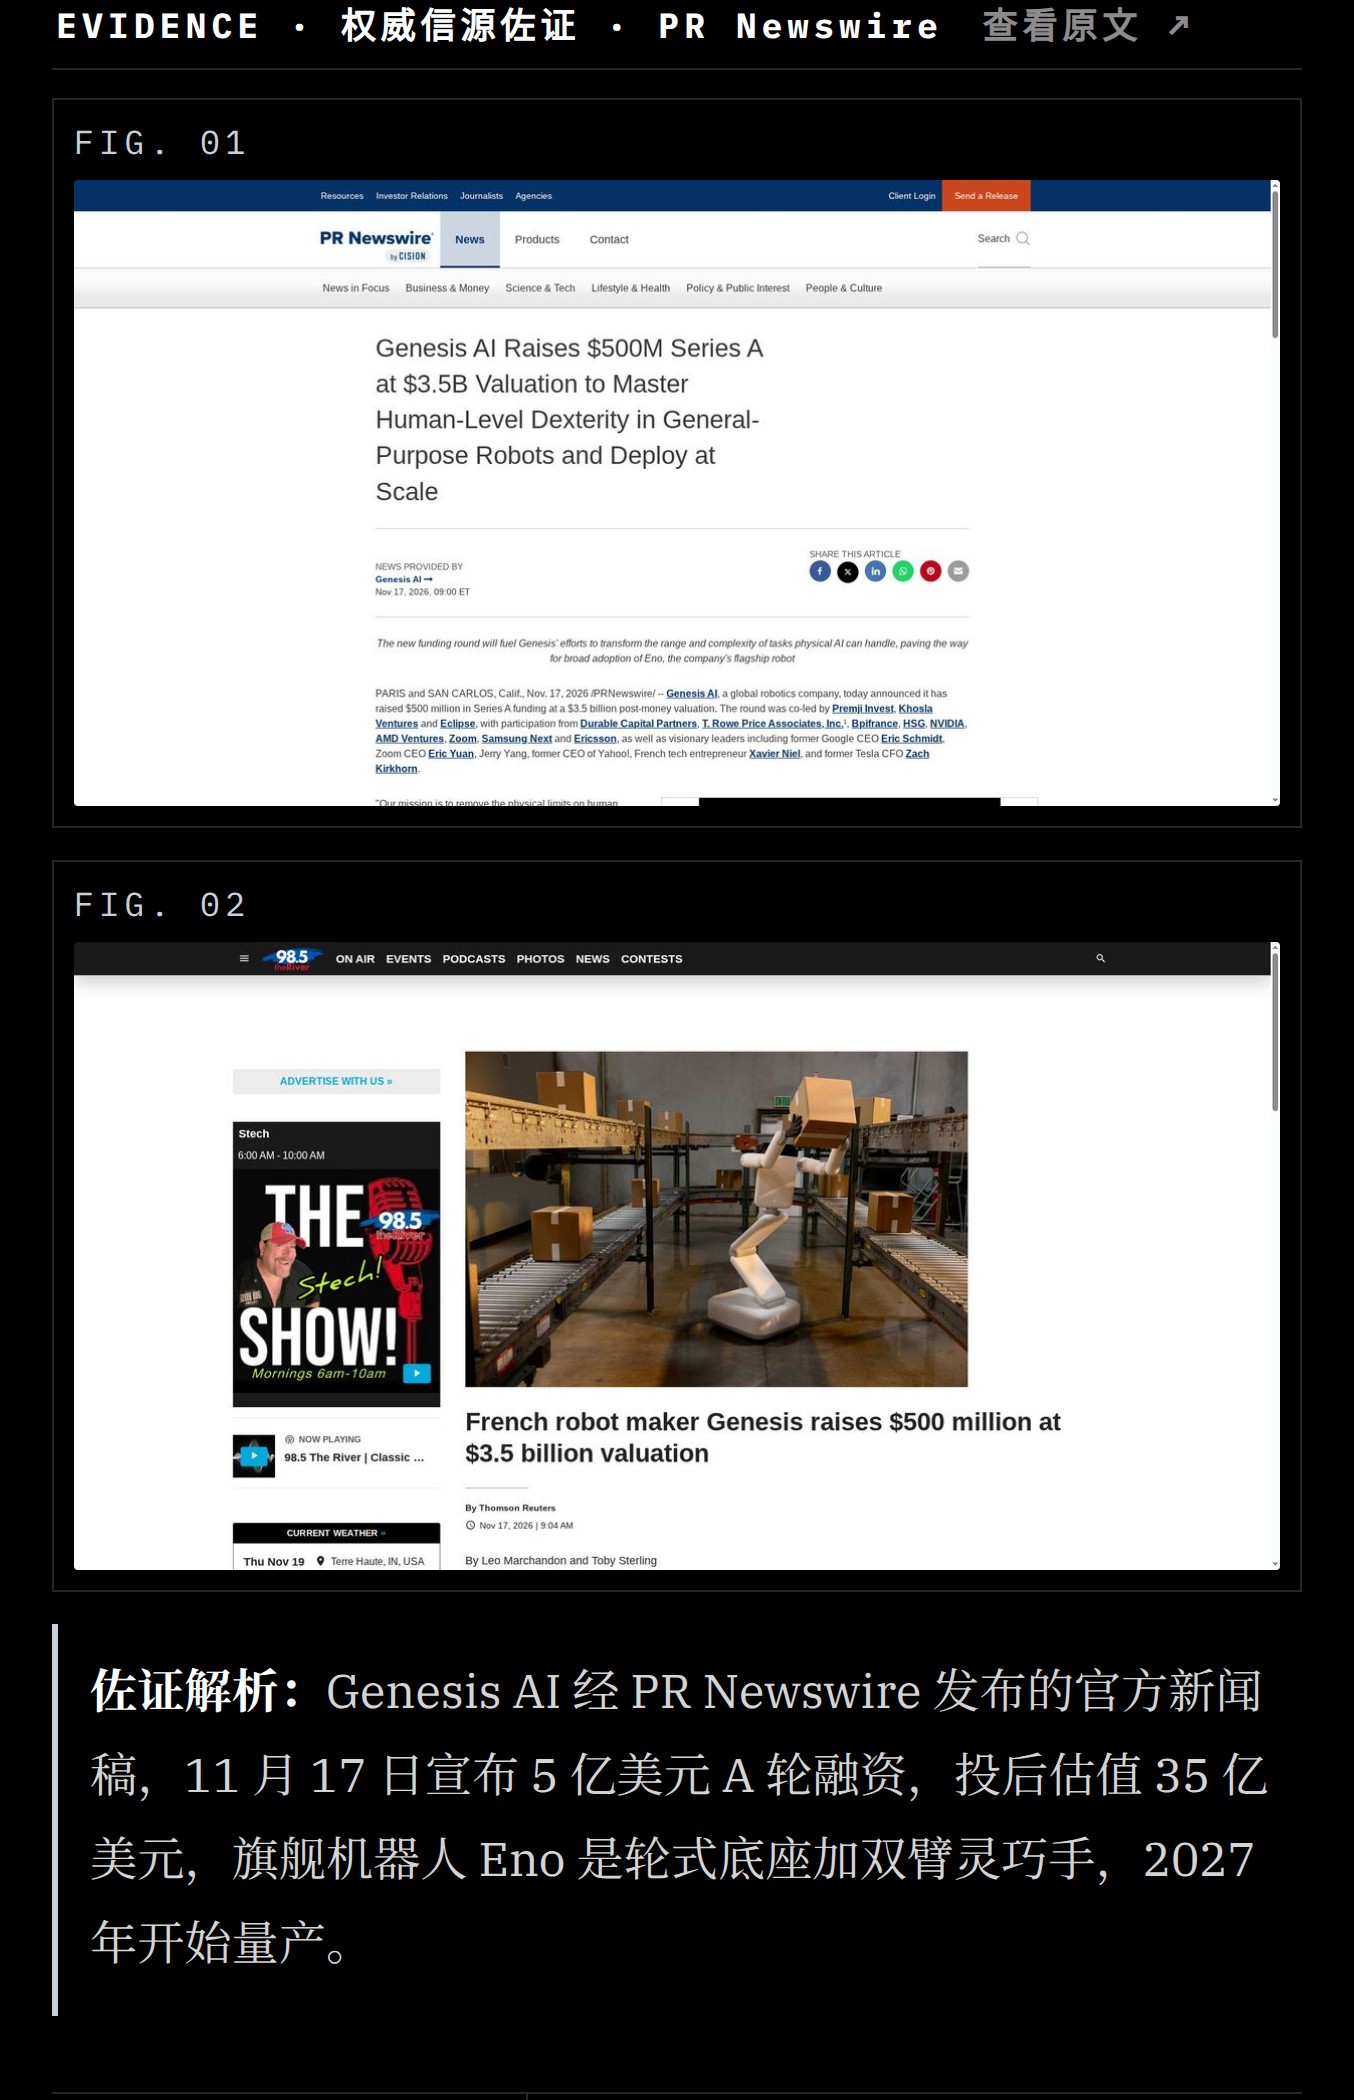 EVIDENCE · 权威信源佐证 · PR Newswire 查看原文 ↗
FIG. 01
Resources Investor Relations Journalists Agencies Client Login Send a Release
PR Newswire by CISION News Products Contact Search
News in Focus Business & Money Science & Tech Lifestyle & Health Policy & Public Interest People & Culture
Genesis AI Raises $500M Series A
at $3.5B Valuation to Master
Human-Level Dexterity in General-
Purpose Robots and Deploy at
Scale
NEWS PROVIDED BY
Genesis AI
Nov 17, 2026, 09:00 ET
SHARE THIS ARTICLE
The new funding round will fuel Genesis' efforts to transform the range and complexity of tasks physical AI can handle, paving the way
for broad adoption of Eno, the company's flagship robot
PARIS and SAN CARLOS, Calif., Nov. 17, 2026 /PRNewswire/ -- Genesis AI, a global robotics company, today announced it has
raised $500 million in Series A funding at a $3.5 billion post-money valuation. The round was co-led by Premji Invest, Khosla
Ventures and Eclipse, with participation from Durable Capital Partners, T. Rowe Price Associates, Inc.¹, Bpifrance, HSG, NVIDIA,
AMD Ventures, Zoom, Samsung Next and Ericsson, as well as visionary leaders including former Google CEO Eric Schmidt,
Zoom CEO Eric Yuan, Jerry Yang, former CEO of Yahoo!, French tech entrepreneur Xavier Niel, and former Tesla CFO Zach
Kirkhorn.
"Our mission is to remove the physical limits on human
FIG. 02
98.5 theRiver ON AIR EVENTS PODCASTS PHOTOS NEWS CONTESTS
ADVERTISE WITH US »
Stech
6:00 AM - 10:00 AM
THE
98.5
theRiver
Stech!
SHOW!
Mornings 6am-10am
NOW PLAYING
98.5 The River | Classic ...
CURRENT WEATHER »
Thu Nov 19 Terre Haute, IN, USA
French robot maker Genesis raises $500 million at
$3.5 billion valuation
By Thomson Reuters
Nov 17, 2026 | 9:04 AM
By Leo Marchandon and Toby Sterling
佐证解析：Genesis AI 经 PR Newswire 发布的官方新闻
稿，11 月 17 日宣布 5 亿美元 A 轮融资，投后估值 35 亿
美元，旗舰机器人 Eno 是轮式底座加双臂灵巧手，2027
年开始量产。